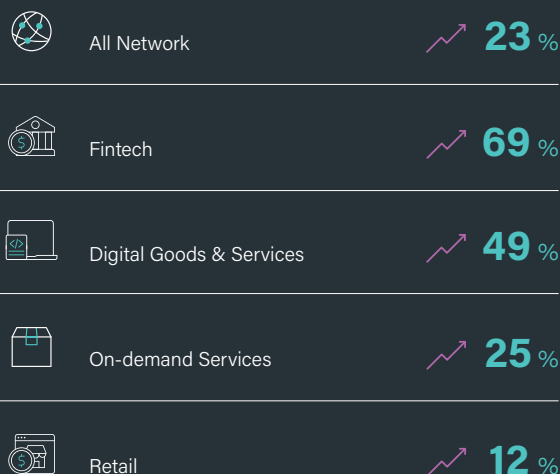 All Network 23 %
Fintech 69 %
Digital Goods & Services 49 %
On-demand Services 25 %
Retail 12 %